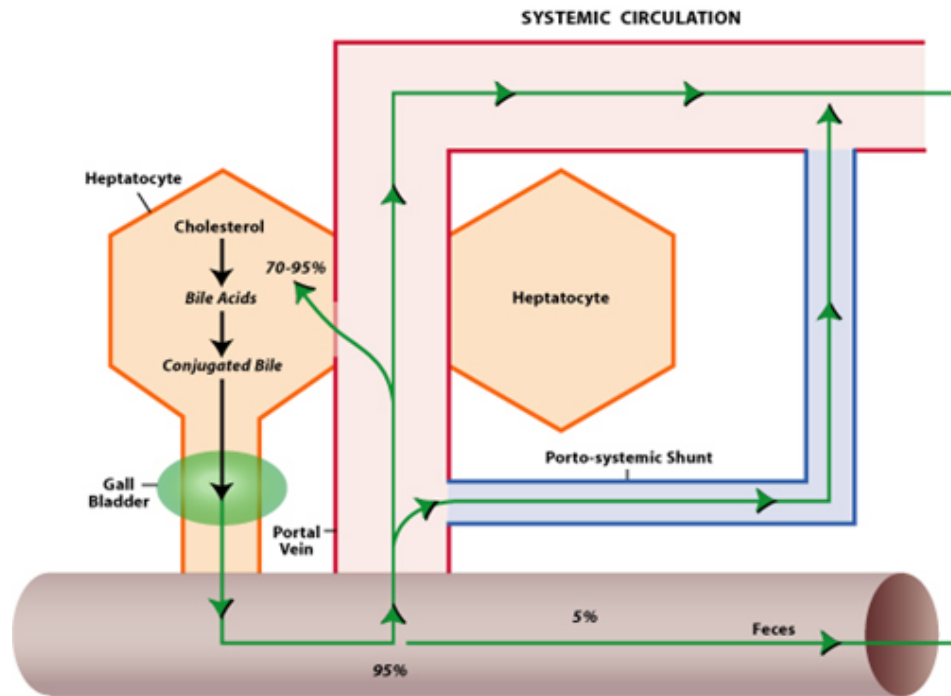 SYSTEMIC CIRCULATION
Heptatocyte
Cholesterol
70-95%
Bile Acids
Heptatocyte
Conjugated Bile
Porto-systemic Shunt
Gall
Bladder
Portal
Vein
5%
Feces
95%